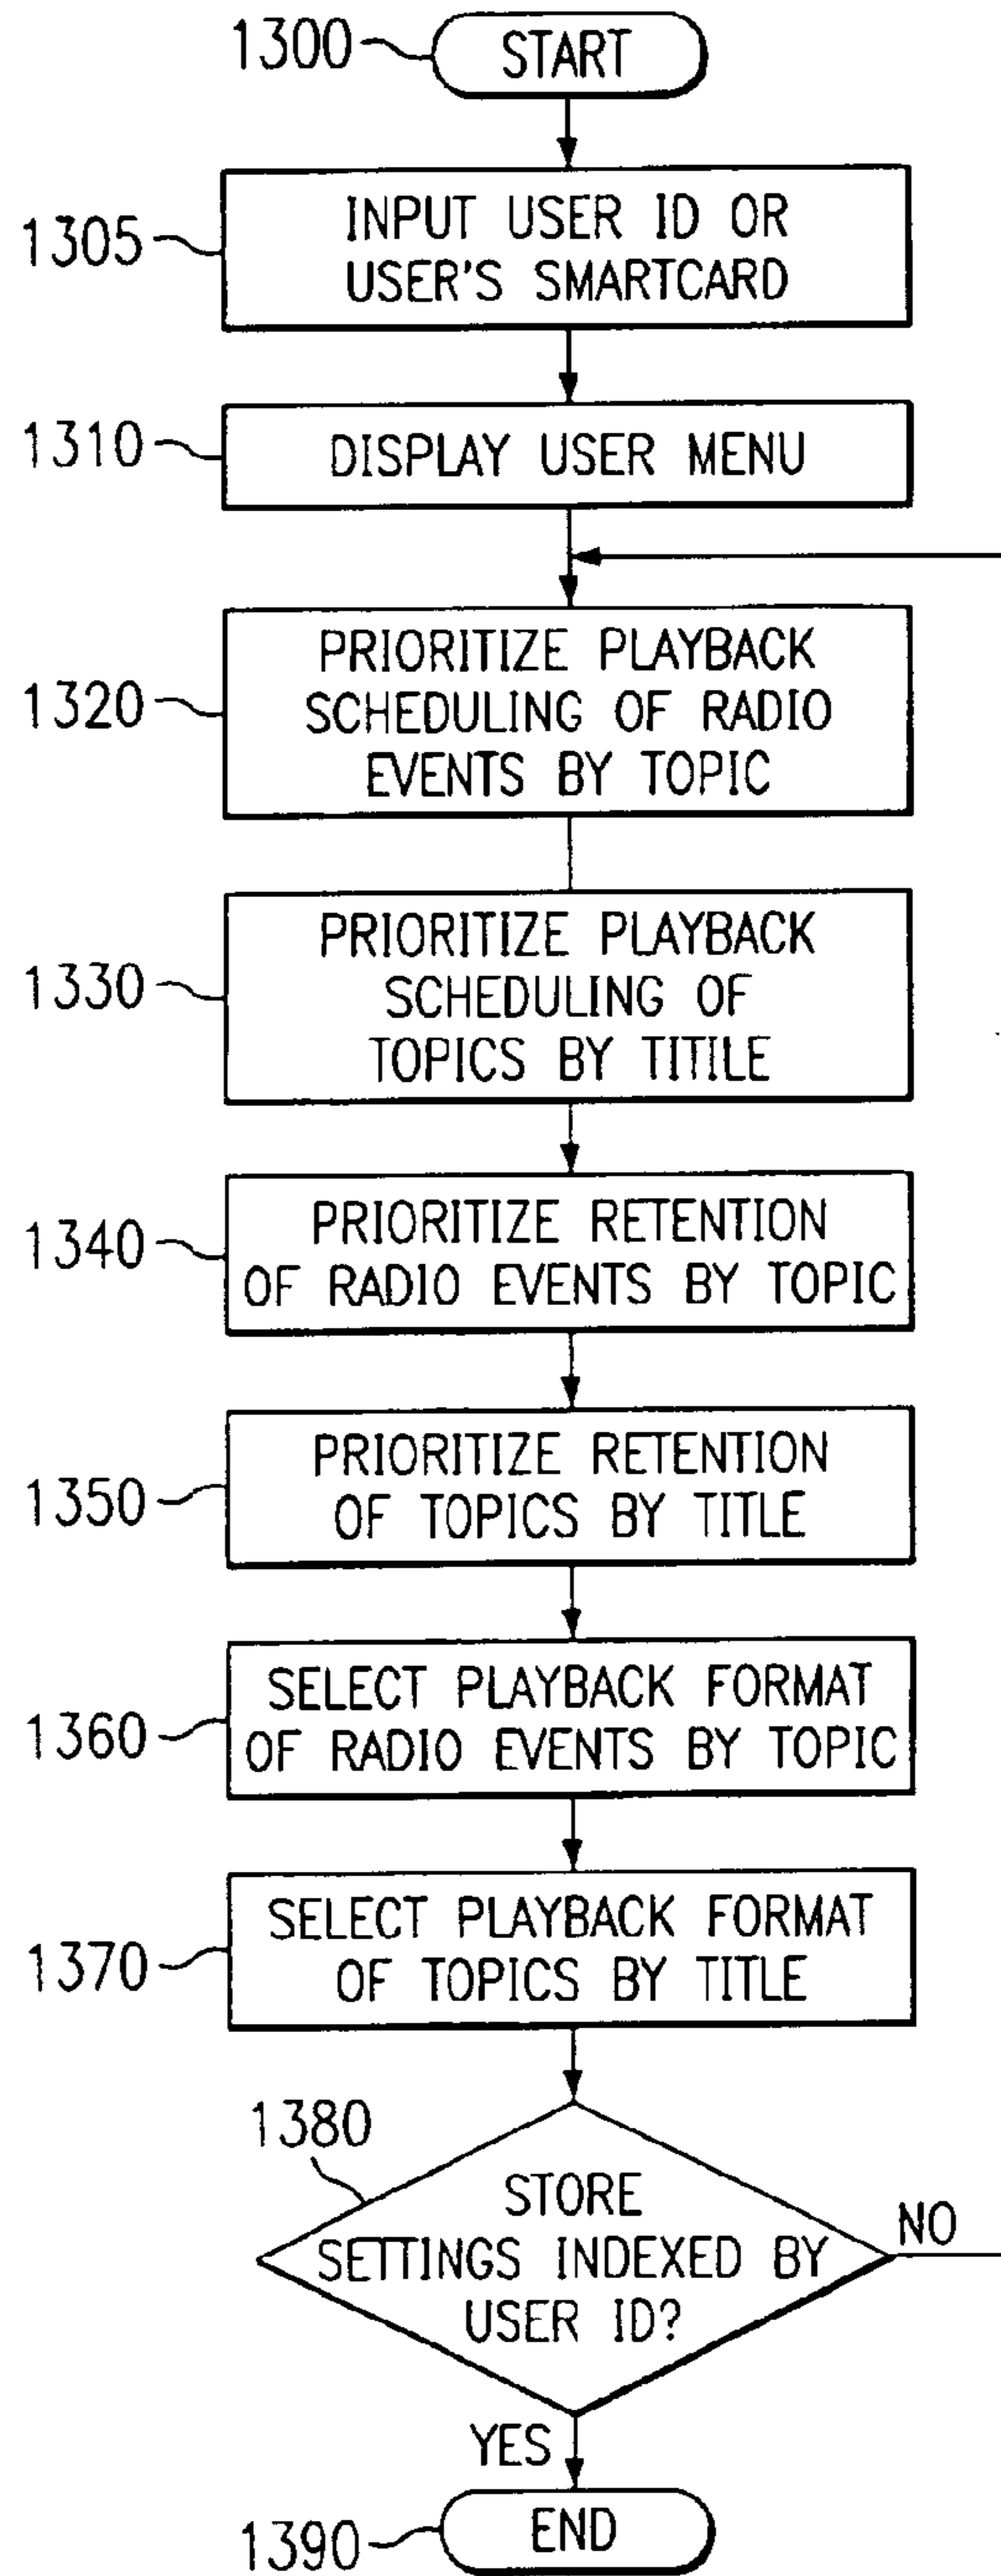 1300
START
1305
INPUT USER ID OR
USER'S SMARTCARD
1310
DISPLAY USER MENU
1320
PRIORITIZE PLAYBACK
SCHEDULING OF RADIO
EVENTS BY TOPIC
1330
PRIORITIZE PLAYBACK
SCHEDULING OF
TOPICS BY TITILE
1340
PRIORITIZE RETENTION
OF RADIO EVENTS BY TOPIC
1350
PRIORITIZE RETENTION
OF TOPICS BY TITLE
1360
SELECT PLAYBACK FORMAT
OF RADIO EVENTS BY TOPIC
1370
SELECT PLAYBACK FORMAT
OF TOPICS BY TITLE
1380
STORE
SETTINGS INDEXED BY
USER ID?
NO
YES
1390
END